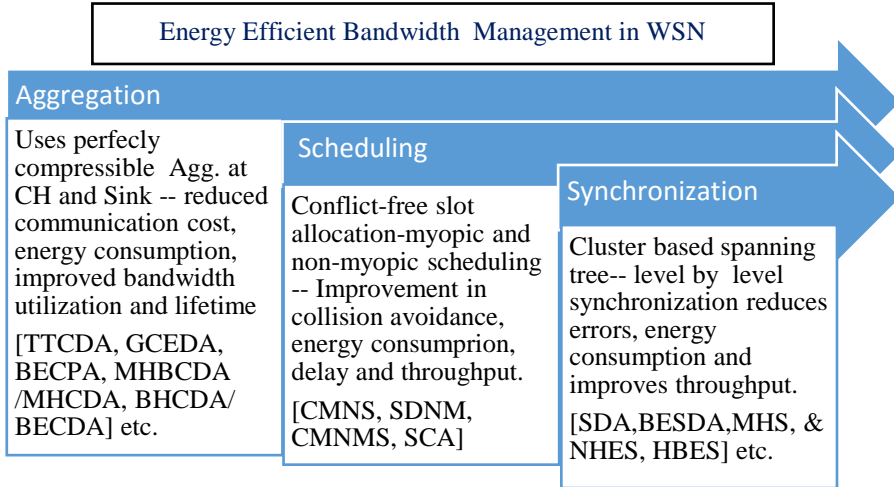 Energy Efficient Bandwidth Management in WSN
Aggregation
Uses perfecly
compressible Agg. at
CH and Sink -- reduced
communication cost,
energy consumption,
improved bandwidth
utilization and lifetime
[TTCDA, GCEDA,
BECPA, MHBCDA
/MHCDA, BHCDA/
BECDA] etc.
Scheduling
Conflict-free slot
allocation-myopic and
non-myopic scheduling
-- Improvement in
collision avoidance,
energy consumprion,
delay and throughput.
[CMNS, SDNM,
CMNMS, SCA]
Synchronization
Cluster based spanning
tree-- level by level
synchronization reduces
errors, energy
consumption and
improves throughput.
[SDA,BESDA,MHS, &
NHES, HBES] etc.